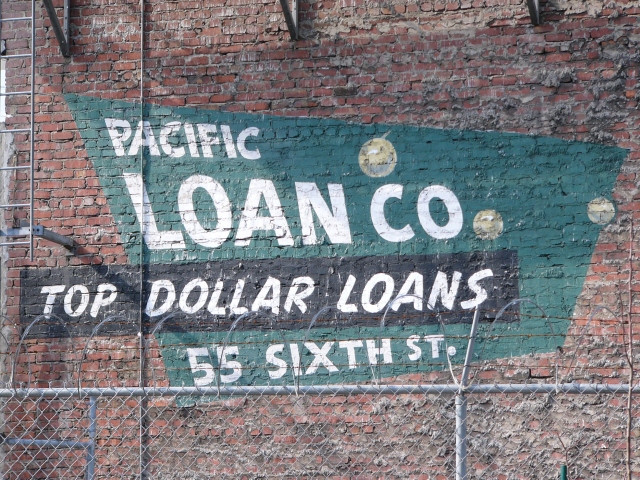 PACIFIC
LOAN CO
TOP DOLLAR LOANS
55 SIXTH ST.